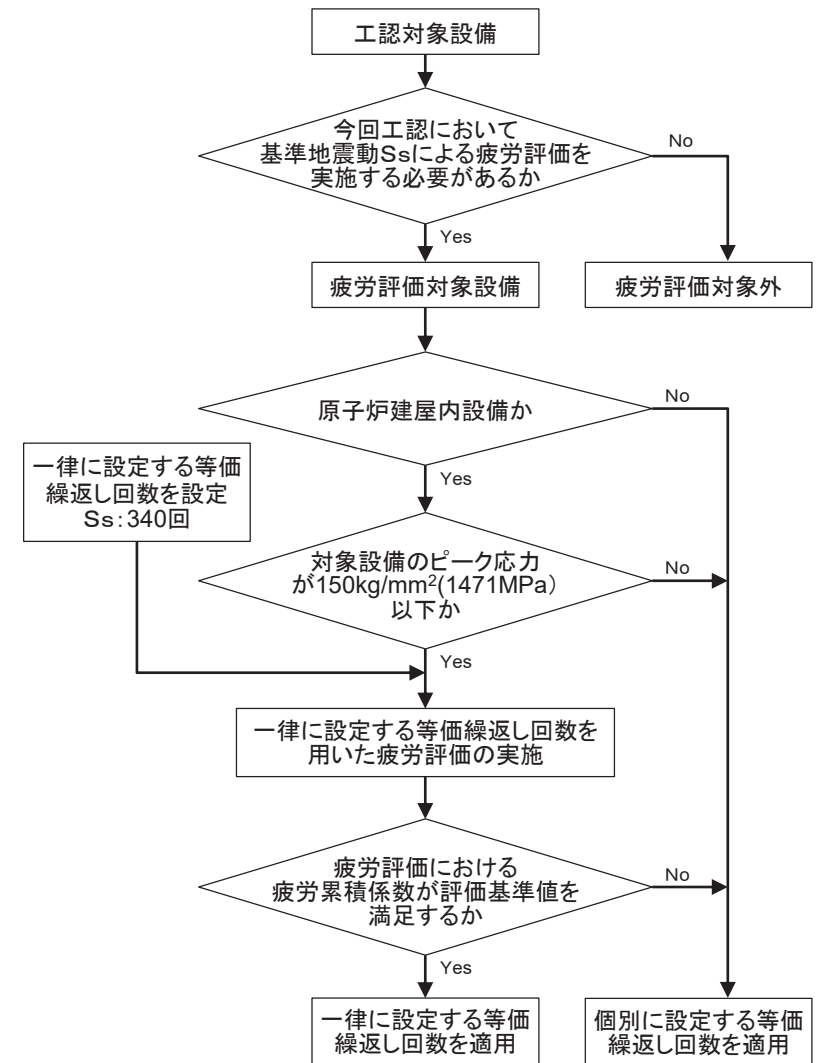 工認対象設備
今回工認において
基準地震動Ssによる疲労評価を
実施する必要があるか
No
Yes
疲労評価対象設備
疲労評価対象外
原子炉建屋内設備か
No
Yes
一律に設定する等価
繰返し回数を設定
Ss:340回
対象設備のピーク応力
が150kg/mm²(1471MPa)
以下か
No
Yes
一律に設定する等価繰返し回数を
用いた疲労評価の実施
疲労評価における
疲労累積係数が評価基準値を
満足するか
No
Yes
一律に設定する等価
繰返し回数を適用
個別に設定する等価
繰返し回数を適用